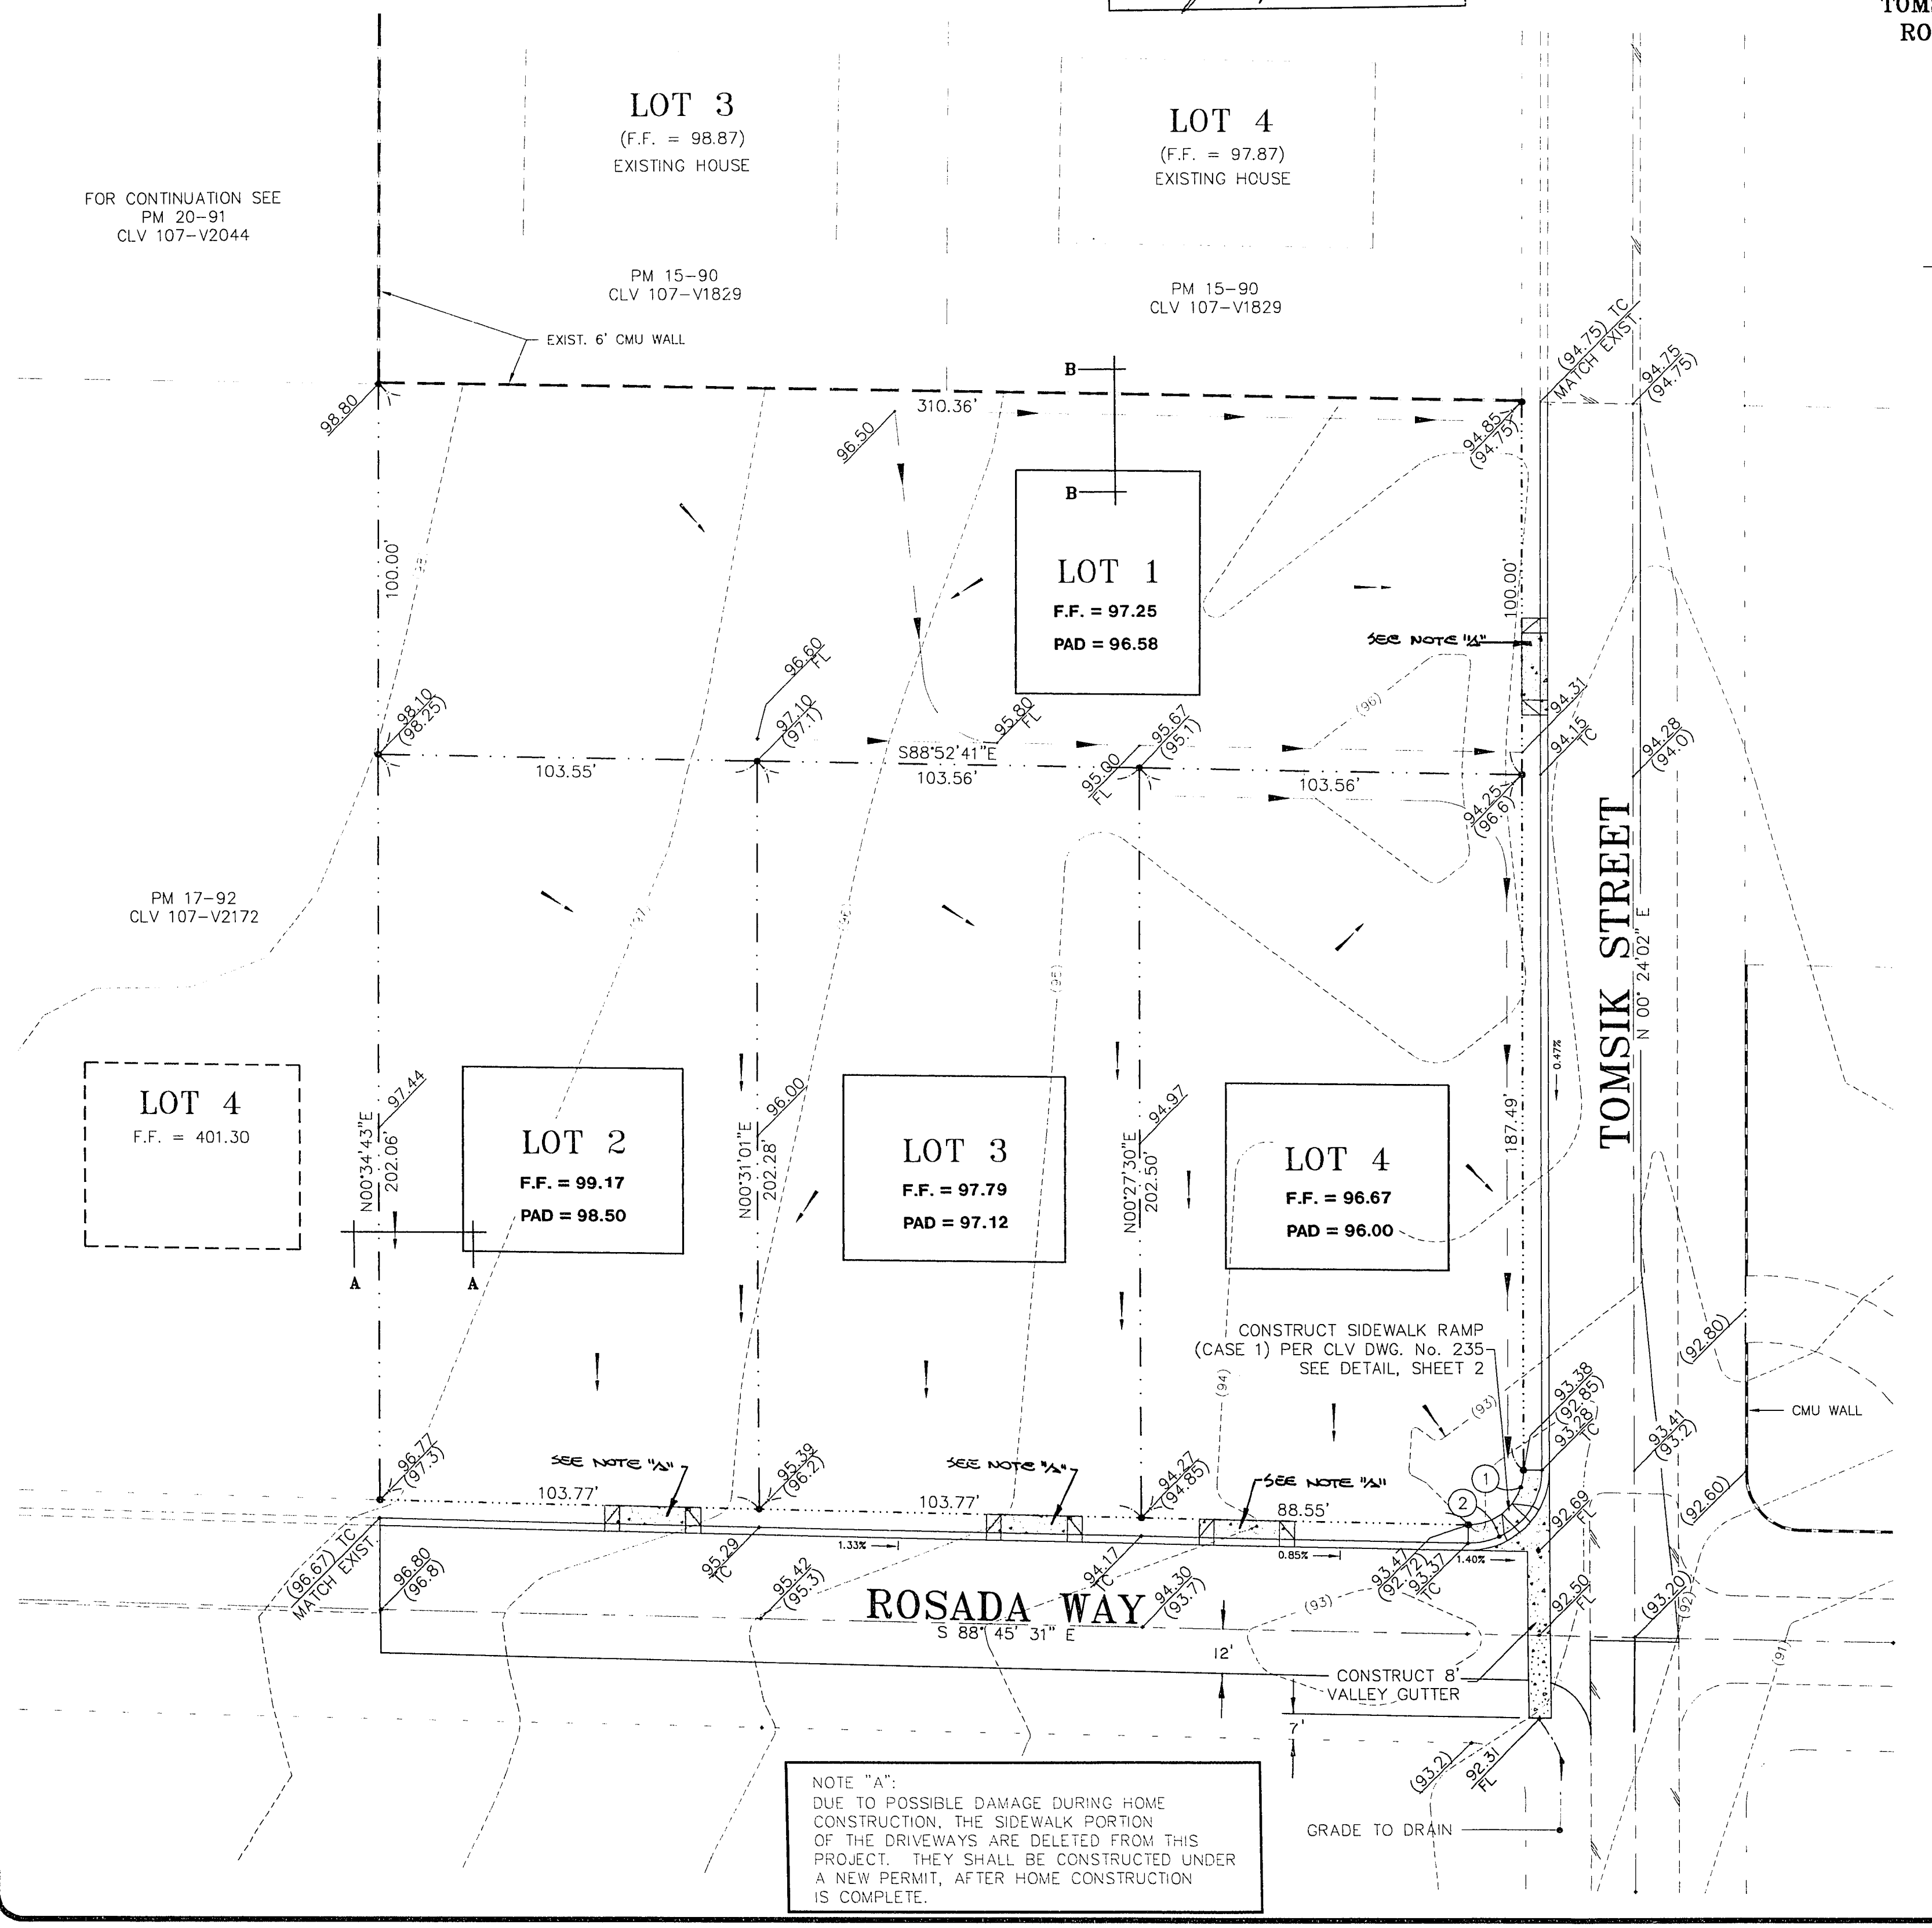 TOMS
RO
LOT 3
(F.F. = 98.87)
EXISTING HOUSE
LOT 4
(F.F. = 97.87)
EXISTING HOUSE
FOR CONTINUATION SEE
PM 20-91
CLV 107-V2044
PM 15-90
CLV 107-V1829
PM 15-90
CLV 107-V1829
EXIST. 6' CMU WALL
(94.75) TC
MATCH EXIST.
94.75
(94.75)
B
98.80
310.36'
96.50
94.85
(94.75)
B
100.00'
LOT 1
F.F. = 97.25
PAD = 96.58
100.00'
SEE NOTE "A"
96.60
FL
98.10
(98.25)
97.10
(97.1)
95.80
FL
95.67
(95.1)
(96)
94.31
94.15
TC
94.28
(94.0)
S88°52'41"E
103.55'
103.56'
95.00
FL
103.56'
94.25
(96.6)
TOMSIK STREET
N 00° 24'02" E
PM 17-92
CLV 107-V2172
(97)
(96)
(95)
0.47%
LOT 4
F.F. = 401.30
N00°34'43"E
202.06'
97.44
LOT 2
F.F. = 99.17
PAD = 98.50
N00°31'01"E
202.28'
96.00
LOT 3
F.F. = 97.79
PAD = 97.12
N00°27'30"E
202.50'
94.97
LOT 4
F.F. = 96.67
PAD = 96.00
187.49'
A
A
CONSTRUCT SIDEWALK RAMP
(CASE 1) PER CLV DWG. No. 235
SEE DETAIL, SHEET 2
(92.80)
(94)
(93)
93.38
(92.85)
93.28
TC
93.41
(93.2)
CMU WALL
96.77
(97.3)
SEE NOTE "A"
95.39
(96.2)
SEE NOTE "A"
94.27
(94.85)
SEE NOTE "A"
1
2
(92.60)
103.77'
103.77'
88.55'
92.69
FL
(96.67) TC
MATCH EXIST.
96.80
(96.8)
95.29
TC
95.42
(95.3)
1.33%
94.17
TC
94.30
(93.7)
0.85%
93.47
(92.72)
93.37
TC
1.40%
92.50
FL
(93.20)
(92)
ROSADA WAY
S 88° 45' 31" E
(93)
(91)
12'
CONSTRUCT 8'
VALLEY GUTTER
7'
(93.2)
92.31
FL
GRADE TO DRAIN
NOTE "A":
DUE TO POSSIBLE DAMAGE DURING HOME
CONSTRUCTION, THE SIDEWALK PORTION
OF THE DRIVEWAYS ARE DELETED FROM THIS
PROJECT. THEY SHALL BE CONSTRUCTED UNDER
A NEW PERMIT, AFTER HOME CONSTRUCTION
IS COMPLETE.